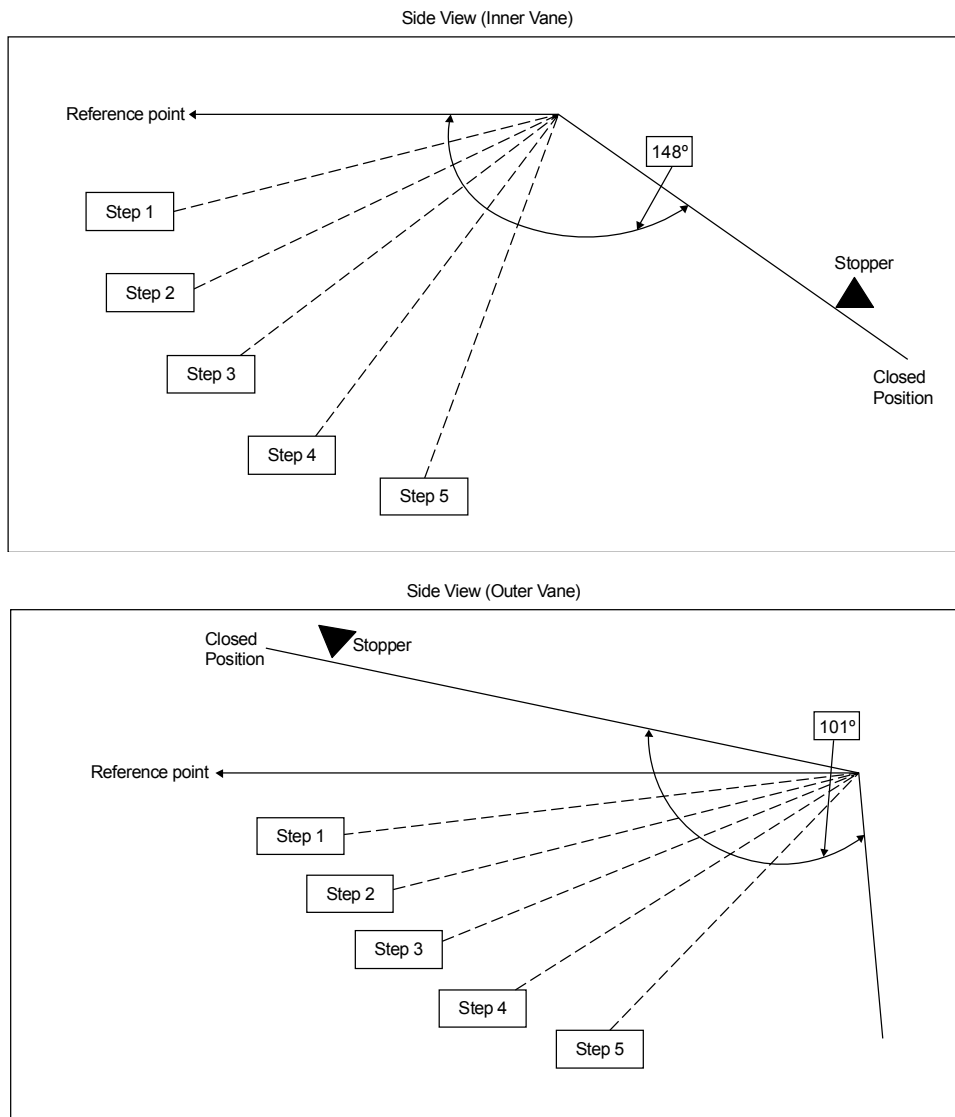 Side View (Inner Vane)
Reference point
148º
Step 1
Step 2
Step 3
Step 4
Step 5
Stopper
Closed
Position
Side View (Outer Vane)
Closed
Position
Stopper
101º
Reference point
Step 1
Step 2
Step 3
Step 4
Step 5